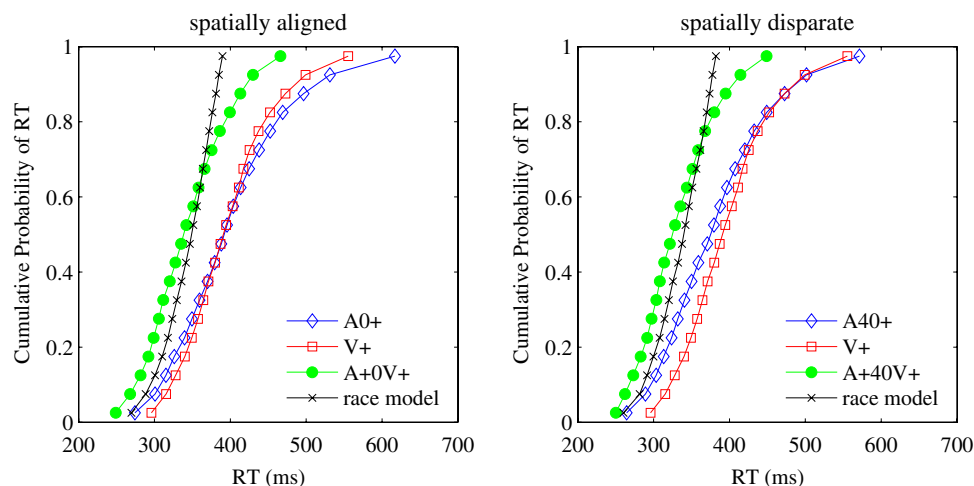 spatially aligned
Cumulative Probability of RT
1
0.8
0.6
0.4
0.2
0
A0+
V+
A+0V+
race model
200 300 400 500 600 700
RT (ms)
spatially disparate
Cumulative Probability of RT
1
0.8
0.6
0.4
0.2
0
A40+
V+
A+40V+
race model
200 300 400 500 600 700
RT (ms)